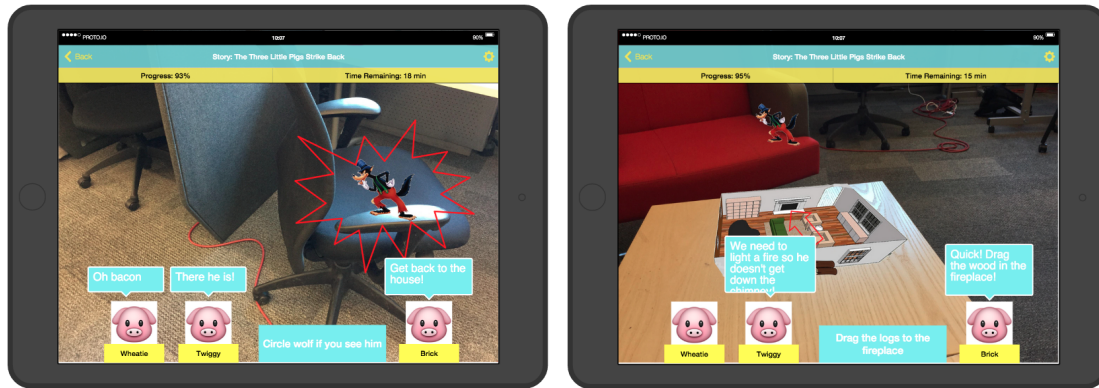 PROTO.IO 10:07 90%
Back Story: The Three Little Pigs Strike Back
Progress: 93% Time Remaining: 18 min
Oh bacon
There he is!
Get back to the
house!
Circle wolf if you see him
Wheatie
Twiggy
Brick
PROTO.IO 10:07 90%
Back Story: The Three Little Pigs Strike Back
Progress: 95% Time Remaining: 15 min
We need to
light a fire so he
doesn't get
down the
chimney!
Quick! Drag
the wood in the
fireplace!
Drag the logs to the
fireplace
Wheatie
Twiggy
Brick